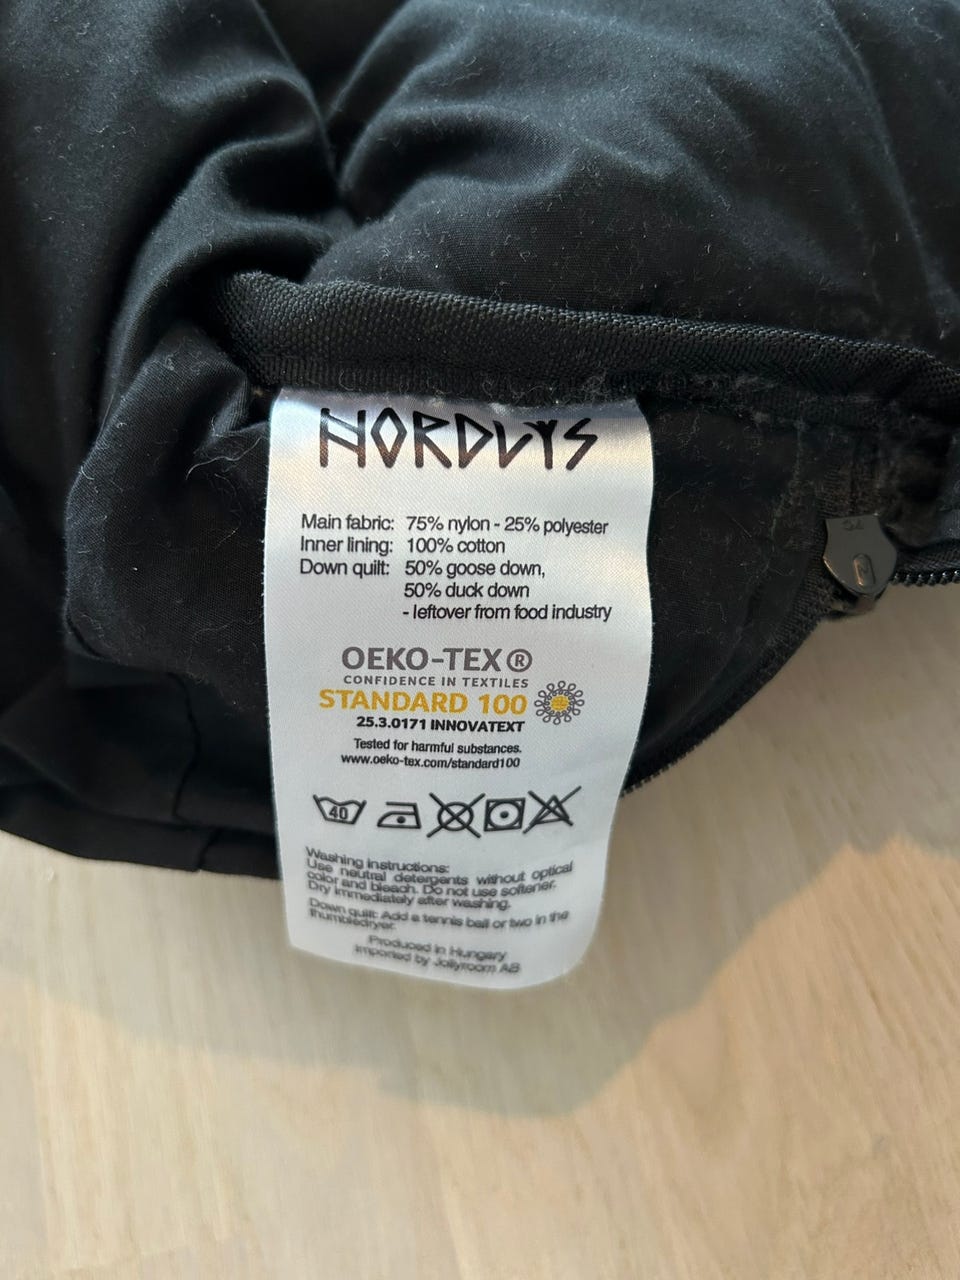 NORDLYS
Main fabric: 75% nylon - 25% polyester
Inner lining: 100% cotton
Down quilt: 50% goose down,
50% duck down
- leftover from food industry
OEKO-TEX®
CONFIDENCE IN TEXTILES
STANDARD 100
25.3.0171 INNOVATEXT
Tested for harmful substances.
www.oeko-tex.com/standard100
40
Washing instructions:
Use neutral detergents without optical
color and bleach. Do not use softener.
Dry immediately after washing.
Down quilt: Add a tennis ball or two in the
thumbledryer.
Produced in Hungary
Imported by Jollyroom AB